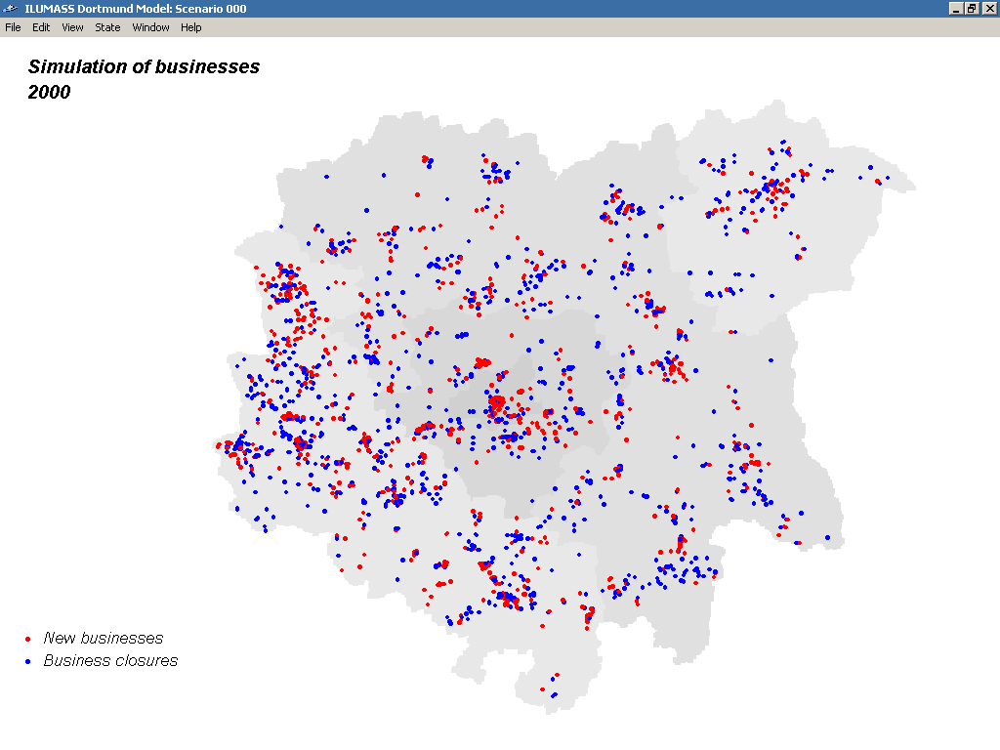 ILUMASS Dortmund Model: Scenario 000
File Edit View State Window Help
Simulation of businesses
2000
New businesses
Business closures